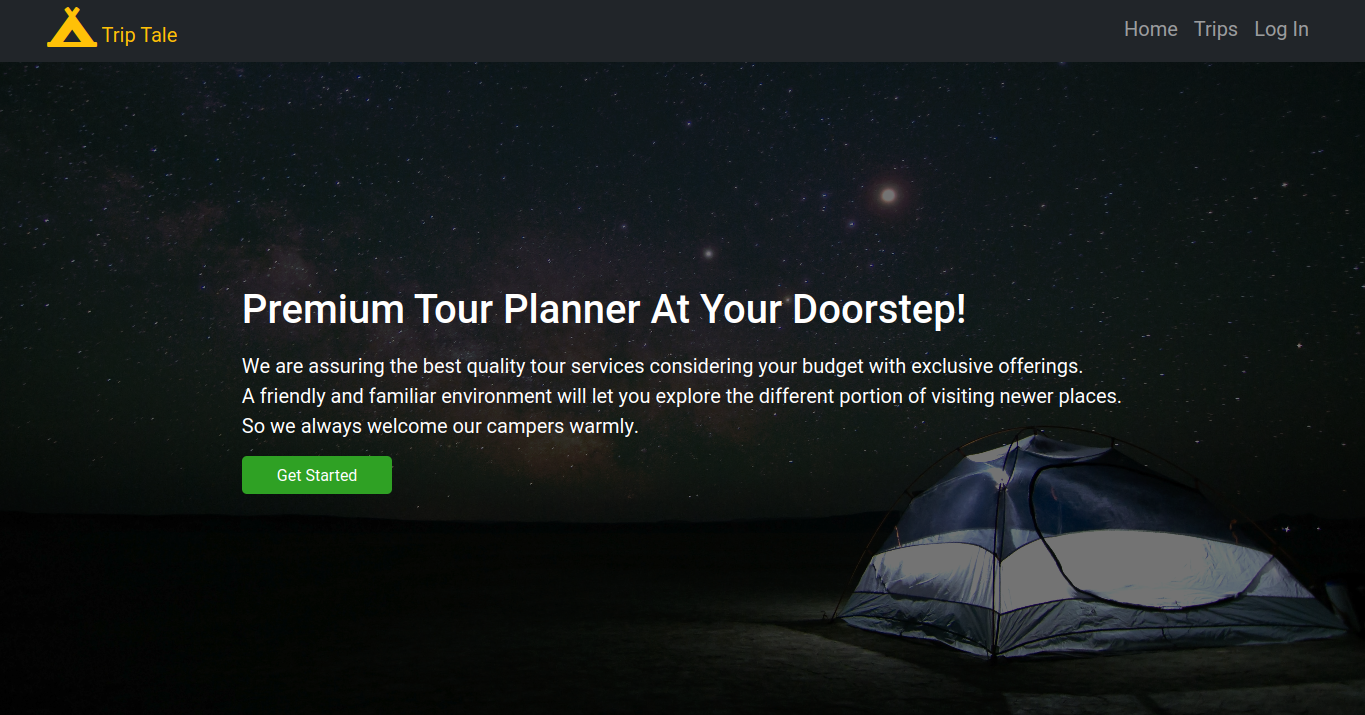 Trip Tale
Home Trips Log In
Premium Tour Planner At Your Doorstep!
We are assuring the best quality tour services considering your budget with exclusive offerings.
A friendly and familiar environment will let you explore the different portion of visiting newer places.
So we always welcome our campers warmly.
Get Started